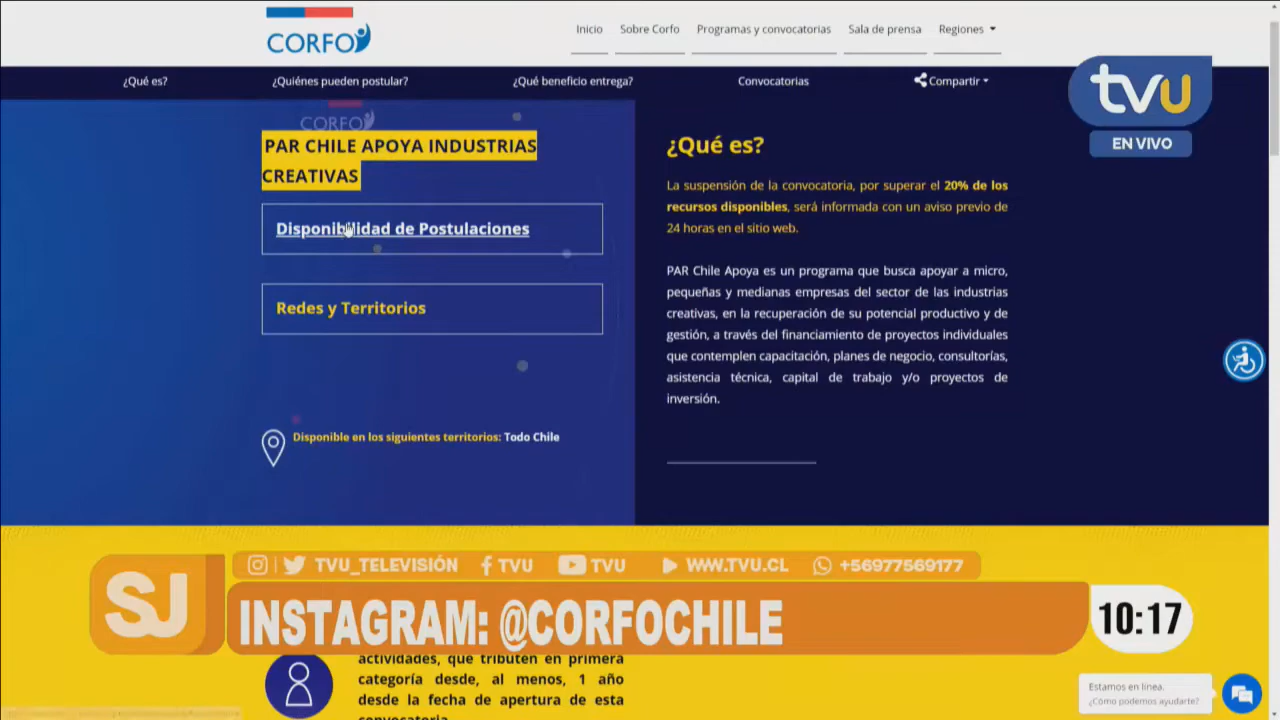 CORFO
Inicio
Sobre Corfo
Programas y convocatorias
Sala de prensa
Regiones
¿Qué es?
¿Quiénes pueden postular?
¿Qué beneficio entrega?
Convocatorias
Compartir
tvu
EN VIVO
CORFO
PAR CHILE APOYA INDUSTRIAS
CREATIVAS
Disponibilidad de Postulaciones
Redes y Territorios
Disponible en los siguientes territorios: Todo Chile
¿Qué es?
La suspensión de la convocatoria, por superar el 20% de los
recursos disponibles, será informada con un aviso previo de
24 horas en el sitio web.
PAR Chile Apoya es un programa que busca apoyar a micro,
pequeñas y medianas empresas del sector de las industrias
creativas, en la recuperación de su potencial productivo y de
gestión, a través del financiamiento de proyectos individuales
que contemplen capacitación, planes de negocio, consultorías,
asistencia técnica, capital de trabajo y/o proyectos de
inversión.
TVU_TELEVISIÓN
TVU
TVU
WWW.TVU.CL
+56977569177
SJ
INSTAGRAM: @CORFOCHILE
10:17
actividades, que tributen en primera
categoría desde, al menos, 1 año
desde la fecha de apertura de esta
convocatoria
Estamos en línea.
¿Cómo podemos ayudarte?